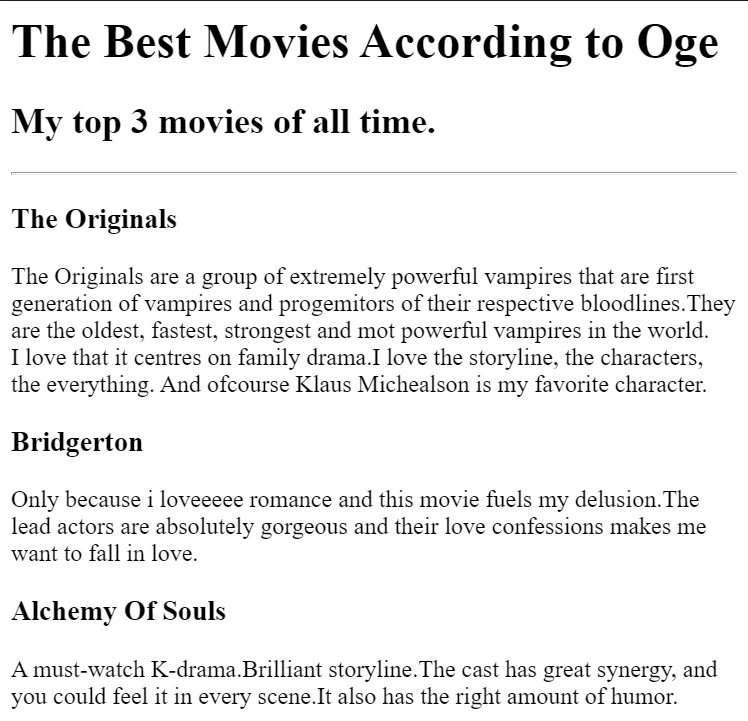 The Best Movies According to Oge
My top 3 movies of all time.
The Originals
The Originals are a group of extremely powerful vampires that are first
generation of vampires and progemitors of their respective bloodlines.They
are the oldest, fastest, strongest and mot powerful vampires in the world.
I love that it centres on family drama.I love the storyline, the characters,
the everything. And ofcourse Klaus Michealson is my favorite character.
Bridgerton
Only because i loveeeee romance and this movie fuels my delusion.The
lead actors are absolutely gorgeous and their love confessions makes me
want to fall in love.
Alchemy Of Souls
A must-watch K-drama.Brilliant storyline.The cast has great synergy, and
you could feel it in every scene.It also has the right amount of humor.